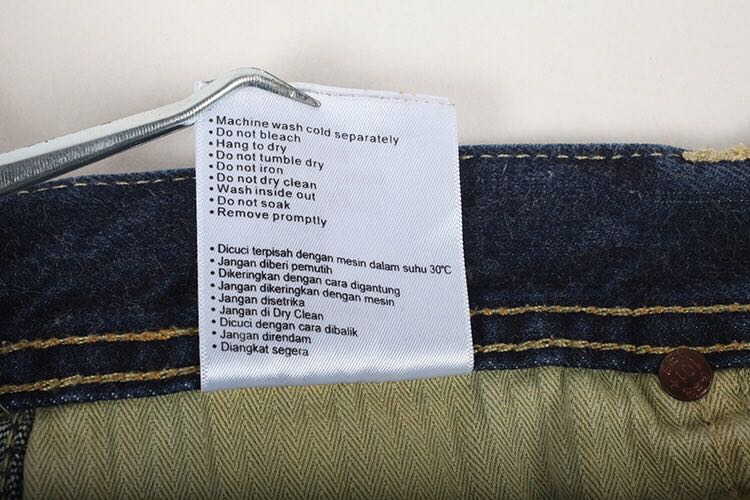 • Machine wash cold separately
• Do not bleach
• Hang to dry
• Do not tumble dry
• Do not iron
• Do not dry clean
• Wash inside out
• Do not soak
• Remove promptly
• Dicuci terpisah dengan mesin dalam suhu 30°C
• Jangan diberi pemutih
• Dikeringkan dengan cara digantung
• Jangan dikeringkan dengan mesin
• Jangan disetrika
• Jangan di Dry Clean
• Dicuci dengan cara dibalik
• Jangan direndam
• Diangkat segera